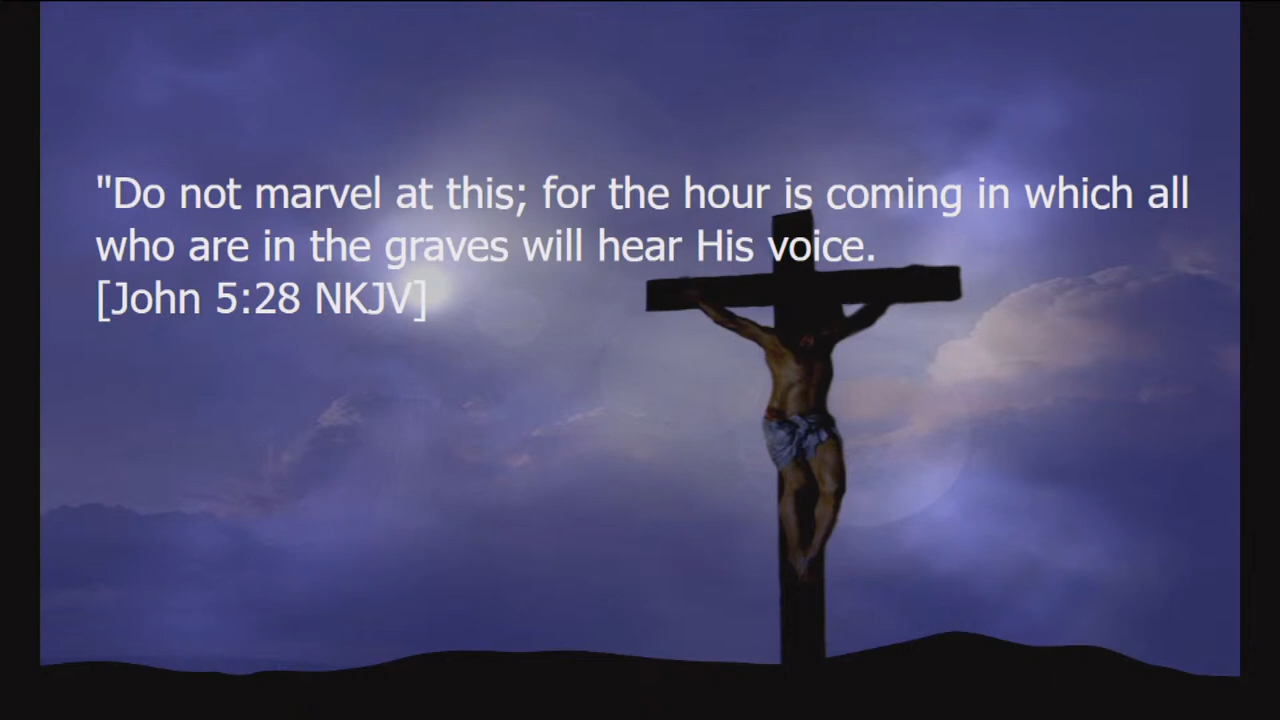 "Do not marvel at this; for the hour is coming in which all
who are in the graves will hear His voice.
[John 5:28 NKJV]